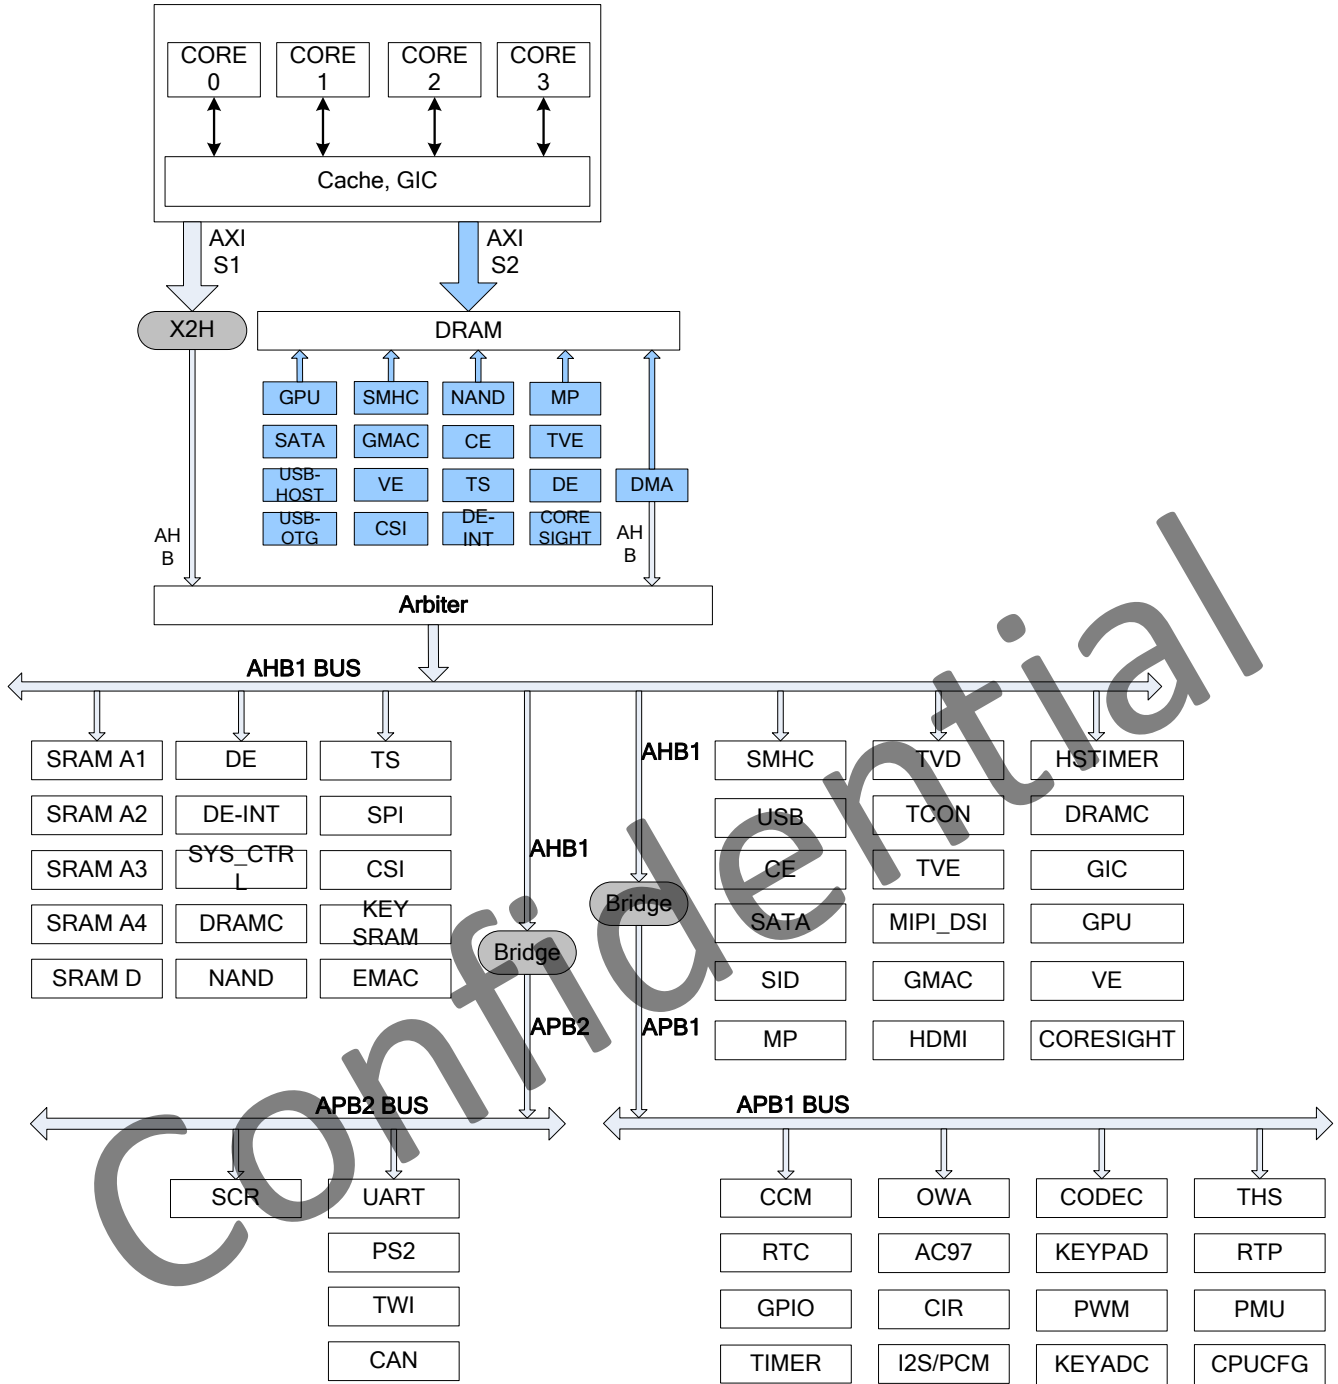 CORE CORE CORE CORE
0 1 2 3
Cache, GIC
AXI AXI
S1 S2
X2H DRAM
GPU SMHC NAND MP
SATA GMAC CE TVE
USB- VE TS DE DMA
HOST
USB- CSI DE- CORE
OTG INT SIGHT
AH AH
B B
Arbiter
AHB1 BUS
SRAM A1 DE TS AHB1 SMHC TVD HSTIMER
SRAM A2 DE-INT SPI USB TCON DRAMC
SYS_CTR
L
SRAM A3 CSI AHB1 CE TVE GIC
KEY
SRAM
SRAM A4 DRAMC Bridge SATA MIPI_DSI GPU
Bridge
SRAM D NAND EMAC SID GMAC VE
APB2 APB1 MP HDMI CORESIGHT
APB2 BUS APB1 BUS
SCR UART CCM OWA CODEC THS
PS2 RTC AC97 KEYPAD RTP
TWI GPIO CIR PWM PMU
CAN TIMER I2S/PCM KEYADC CPUCFG
Confidential